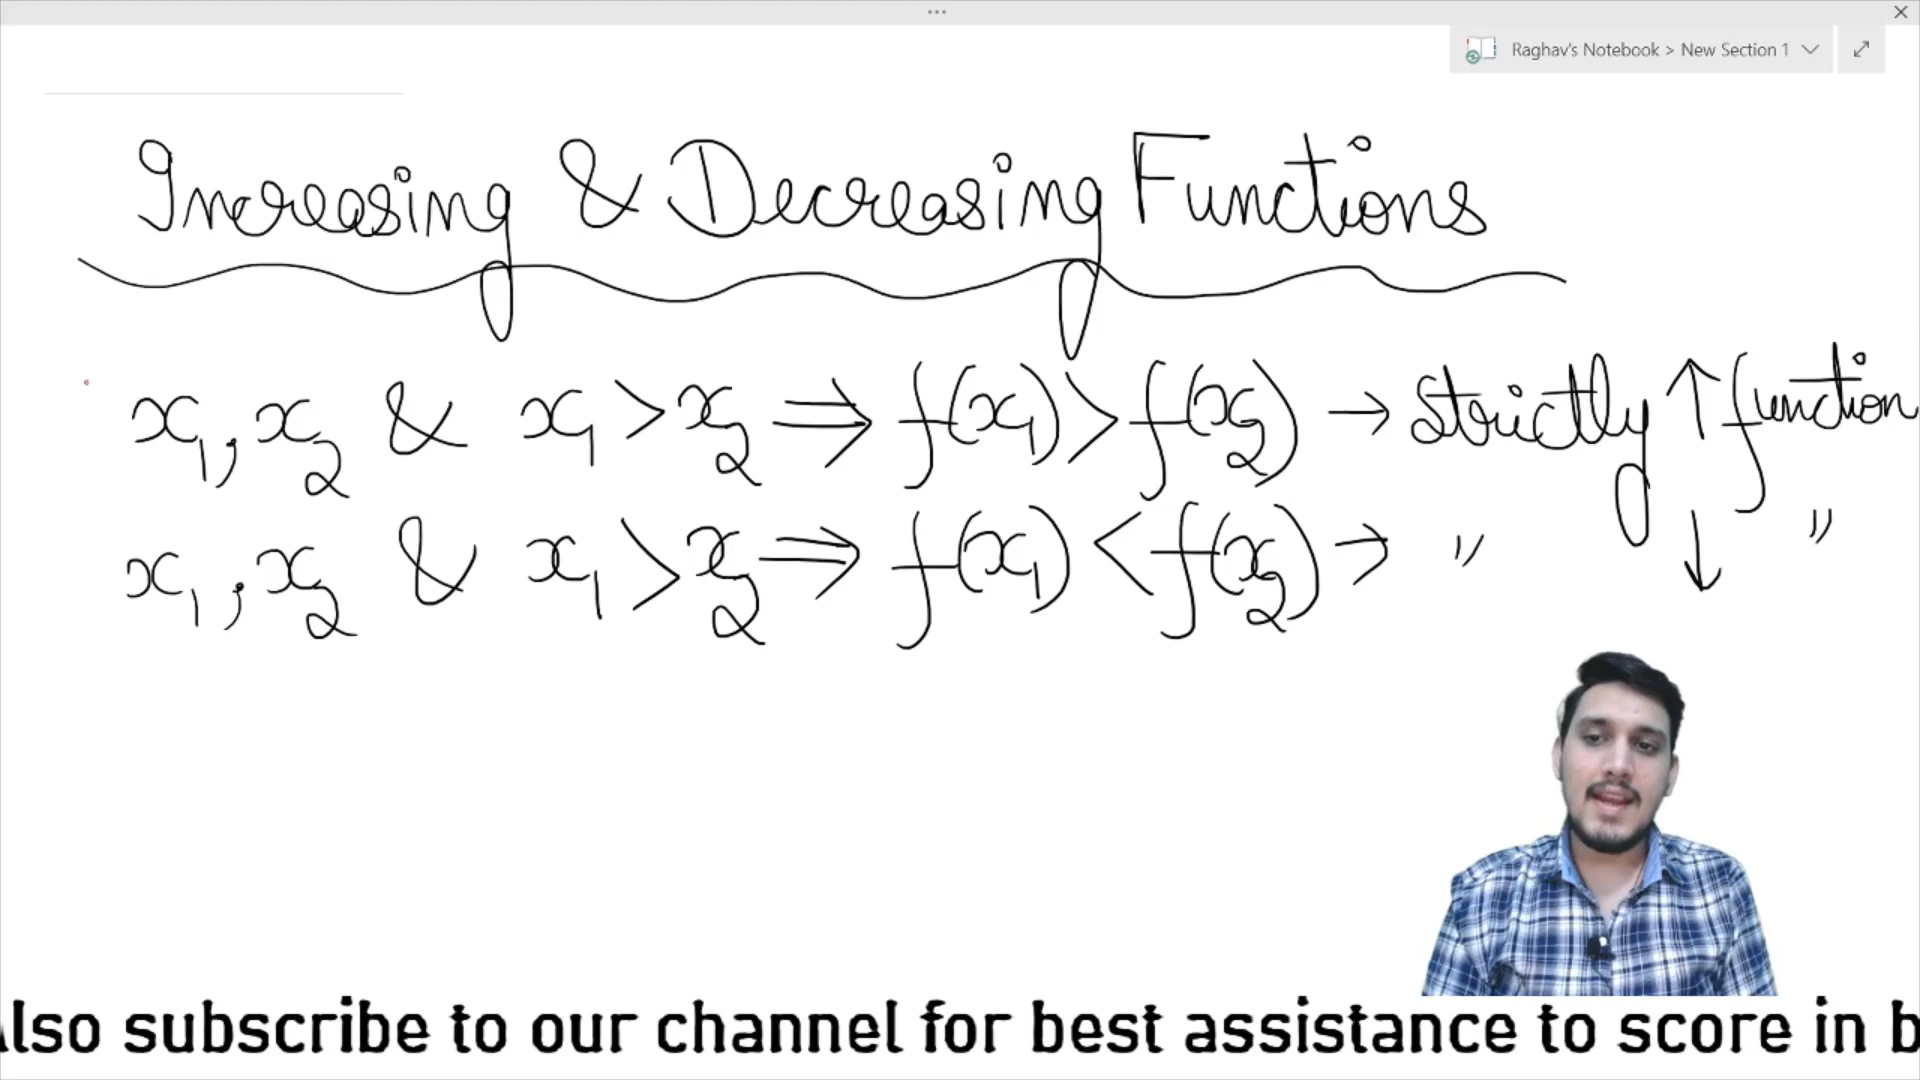 ...
Raghav's Notebook > New Section 1
Increasing & Decreasing Functions
x₁, x₂ & x₁ > x₂ ⇒ f(x₁) > f(x₂) → Strictly ↑ function
x₁, x₂ & x₁ > x₂ ⇒ f(x₁) < f(x₂) → " ↓ "
Also subscribe to our channel for best assistance to score in b